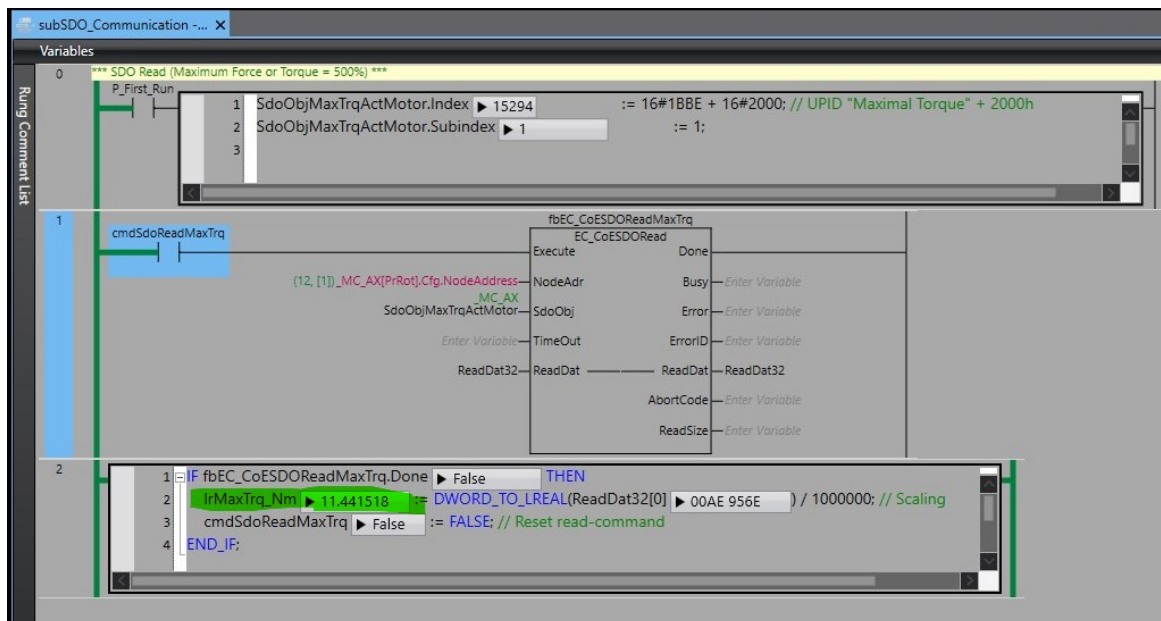 subSDO_Communication -... X
Variables
Rung Comment List
0 *** SDO Read (Maximum Force or Torque = 500%) ***
P_First_Run
1 SdoObjMaxTrqActMotor.Index ▶ 15294 := 16#1BBE + 16#2000; // UPID "Maximal Torque" + 2000h
2 SdoObjMaxTrqActMotor.Subindex ▶ 1 := 1;
3
1 fbEC_CoESDOReadMaxTrq
cmdSdoReadMaxTrq EC_CoESDORead
Execute Done
(12, [1])_MC_AX[PrRot].Cfg.NodeAddress NodeAdr Busy Enter Variable
_MC_AX
SdoObjMaxTrqActMotor SdoObj Error Enter Variable
Enter Variable TimeOut ErrorID Enter Variable
ReadDat32 ReadDat ReadDat ReadDat32
AbortCode Enter Variable
ReadSize Enter Variable
2
1 IF fbEC_CoESDOReadMaxTrq.Done ▶ False THEN
2 lrMaxTrq_Nm ▶ 11.441518 := DWORD_TO_LREAL(ReadDat32[0] ▶ 00AE 956E ) / 1000000; // Scaling
3 cmdSdoReadMaxTrq ▶ False := FALSE; // Reset read-command
4 END_IF;